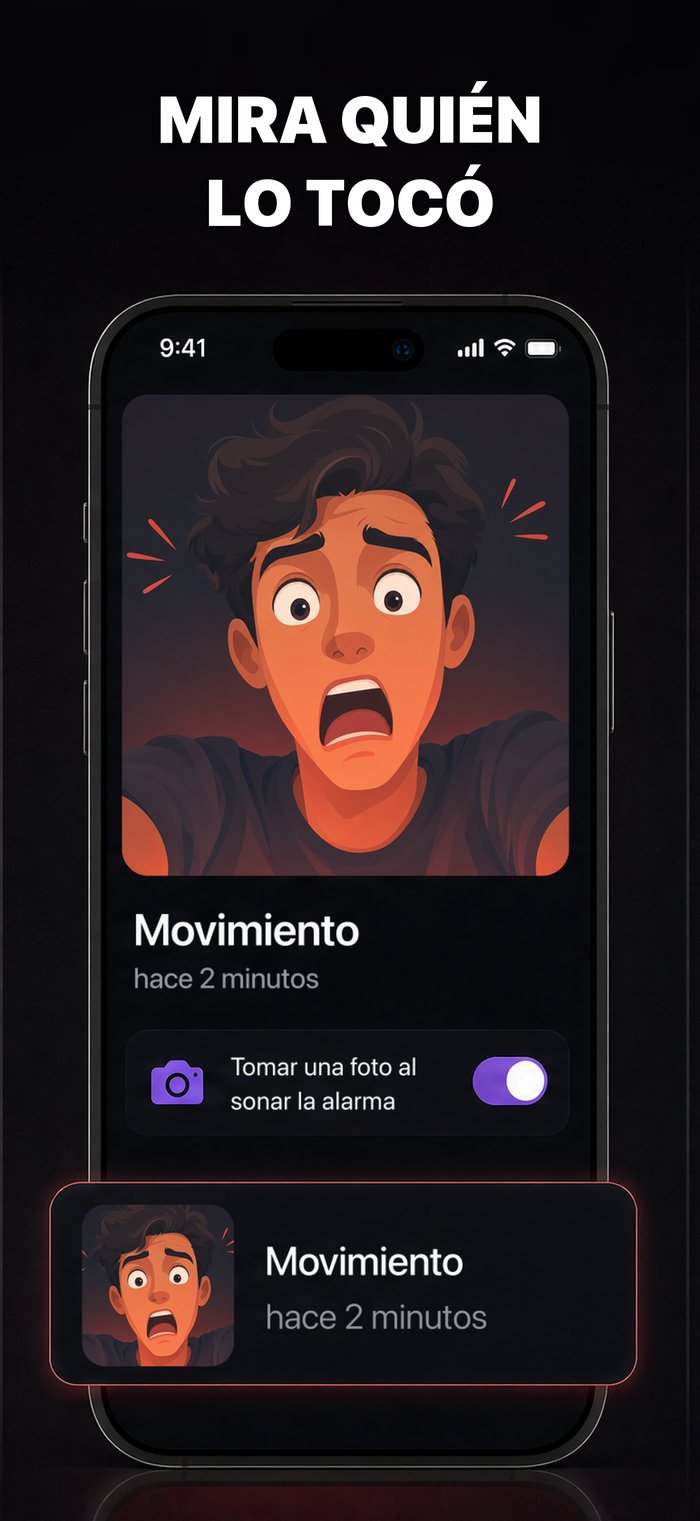 MIRA QUIÉN
LO TOCÓ
9:41
Movimiento
hace 2 minutos
Tomar una foto al
sonar la alarma
Movimiento
hace 2 minutos